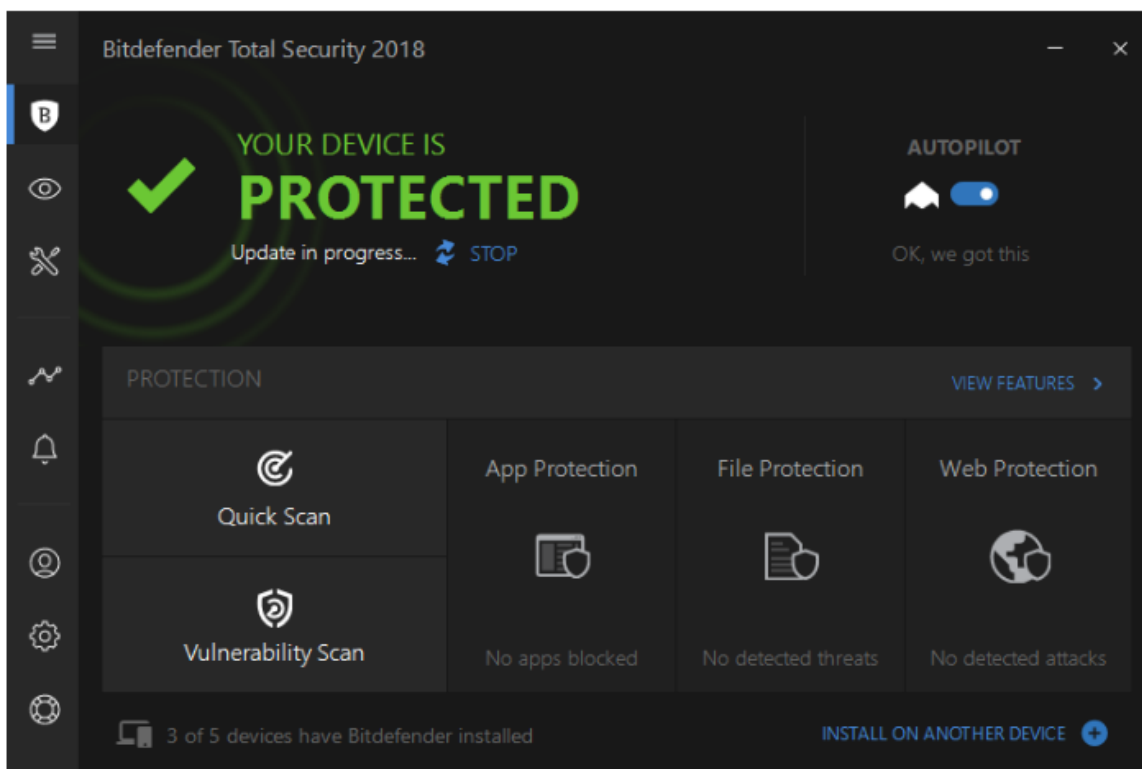 Bitdefender Total Security 2018
B
YOUR DEVICE IS
PROTECTED
Update in progress... STOP
AUTOPILOT
OK, we got this
PROTECTION
VIEW FEATURES >
Quick Scan
Vulnerability Scan
App Protection
No apps blocked
File Protection
No detected threats
Web Protection
No detected attacks
3 of 5 devices have Bitdefender installed
INSTALL ON ANOTHER DEVICE